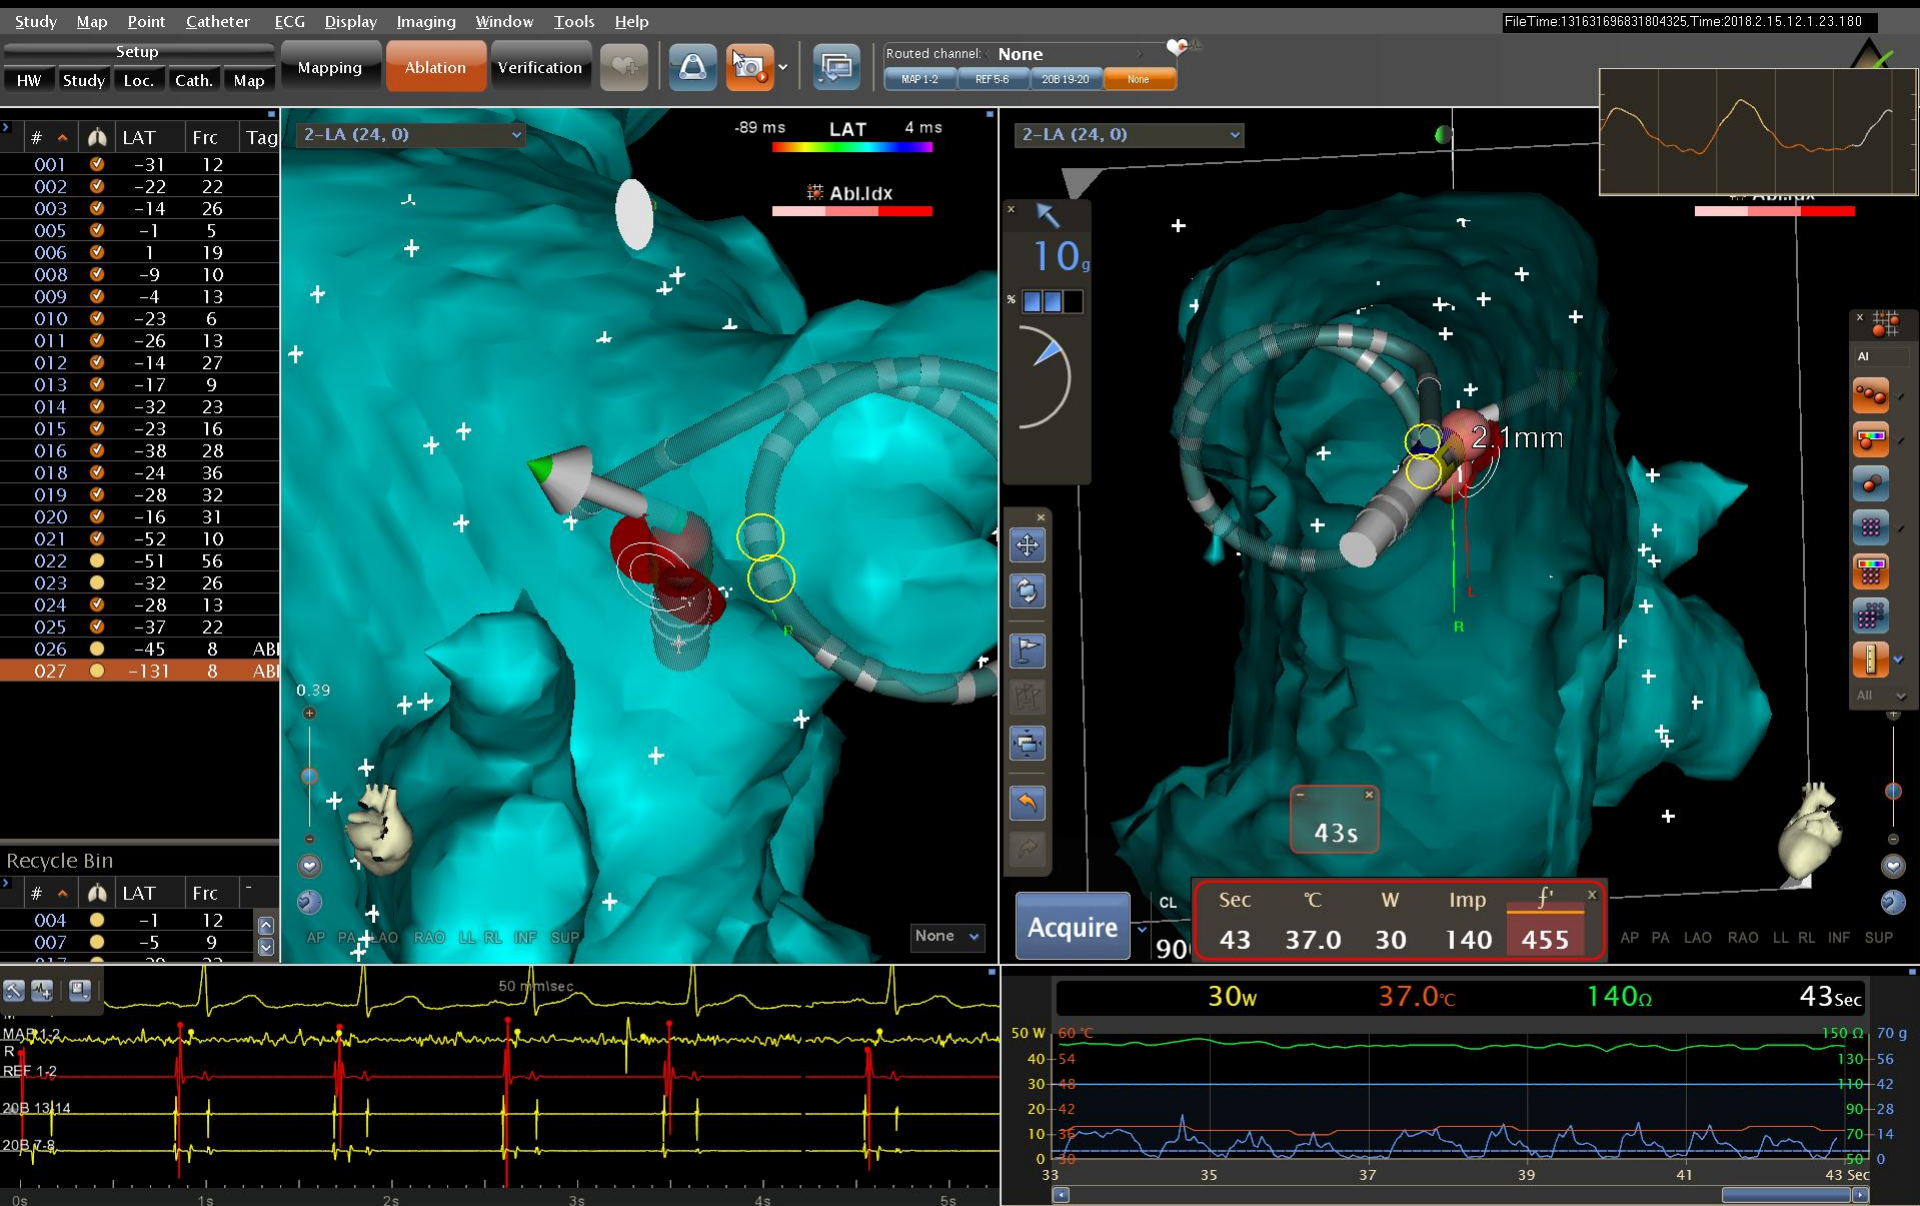 Study Map Point Catheter ECG Display Imaging Window Tools Help
FileTime:131631696831804325,Time:2018.2.15.12.1.23.180
Setup
HW Study Loc. Cath. Map
Mapping Ablation Verification
Routed channel: None
MAP 1-2 REF 5-6 20B 19-20 None
# LAT Frc Tag
001 -31 12
002 -22 22
003 -14 26
005 -1 5
006 1 19
008 -9 10
009 -4 13
010 -23 6
011 -26 13
012 -14 27
013 -17 9
014 -32 23
015 -23 16
016 -38 28
018 -24 36
019 -28 32
020 -16 31
021 -52 10
022 -51 56
023 -32 26
024 -28 13
025 -37 22
026 -45 8 ABl
027 -131 8 ABl
Recycle Bin
# LAT Frc
004 -1 12
007 -5 9
2-LA (24, 0)
-89 ms LAT 4 ms
Abl.Idx
0.39
R
AP PA LAO RAO LL RL INF SUP
None
2-LA (24, 0)
Abl.Idx
10g
%
2.1mm
L
R
AI
All
43s
Acquire
CL
900
Sec °C W Imp f'
43 37.0 30 140 455
AP PA LAO RAO LL RL INF SUP
50 mm\sec
MAP 1-2
R
REF 1-2
20B 13-14
20B 7-8
0s 1s 2s 3s 4s 5s
30W 37.0°C 140Ω 43Sec
50 W 60 °C 150 Ω 70 g
40 54 130 56
30 48 110 42
20 42 90 28
10 36 70 14
0 30 50 0
33 35 37 39 41 43 Sec